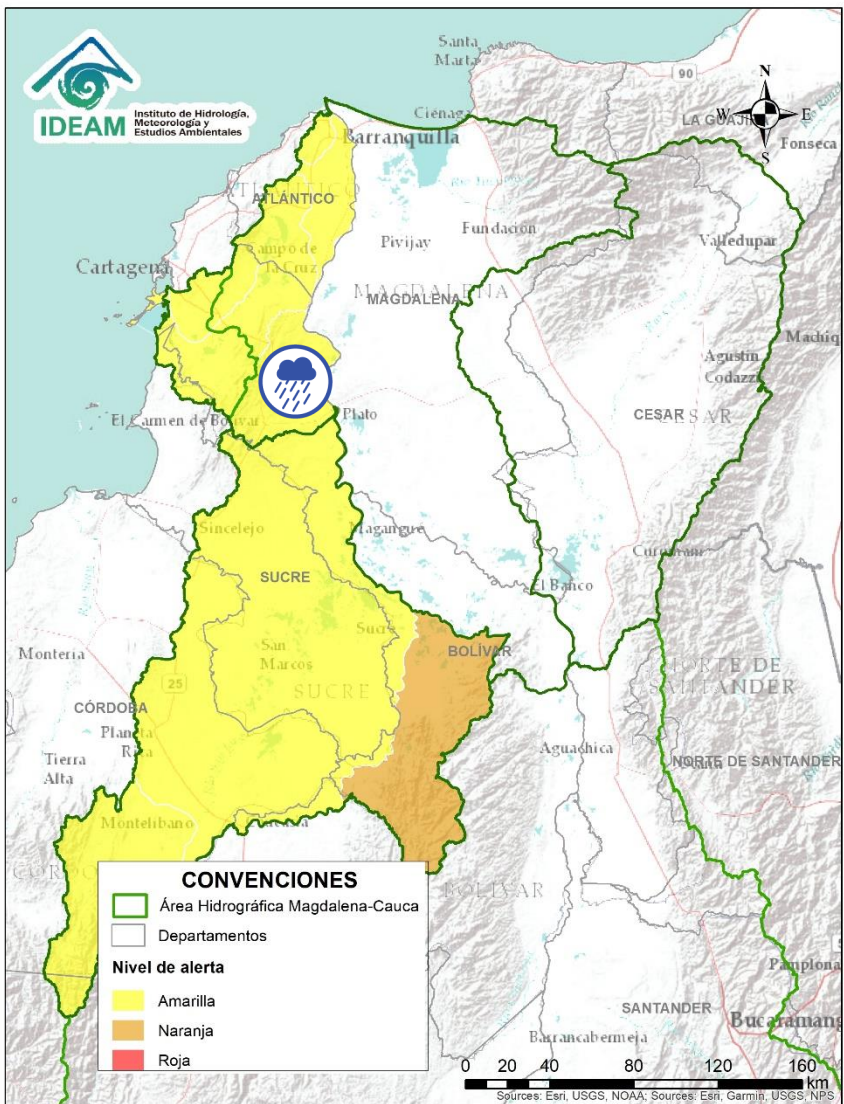 IDEAM
Instituto de Hidrología,
Meteorología y
Estudios Ambientales
Santa
Marta
90
N
W
E
S
LA GUAJIRA
Ciénaga
Barranquilla
Fonseca
ATLÁNTICO
Fundación
Pivijay
Valledupar
Campo de
la Cruz
Cartagena
MAGDALENA
MAGDALENA
Agustín
Codazzi
El Carmen de Bolívar
Plato
CESAR
CESAR
Sincelejo
Magangue
SUCRE
El Banco
Sucre
San
Marcos
BOLÍVAR
Montería
NORTE DE
SANTANDER
25
SUCRE
CÓRDOBA
Planeta
Rica
Aguachica
Tierra
Alta
NORTE DE SANTANDER
Montelibano
BOLÍVAR
CONVENCIONES
Área Hidrográfica Magdalena-Cauca
Departamentos
Nivel de alerta
Amarilla
Naranja
Roja
Pamplona
SANTANDER
Bucaramang
Barrancabermeja
0 20 40 80 120 160
km
Sources: Esri, USGS, NOAA; Sources: Esri, Garmin, USGS, NPS